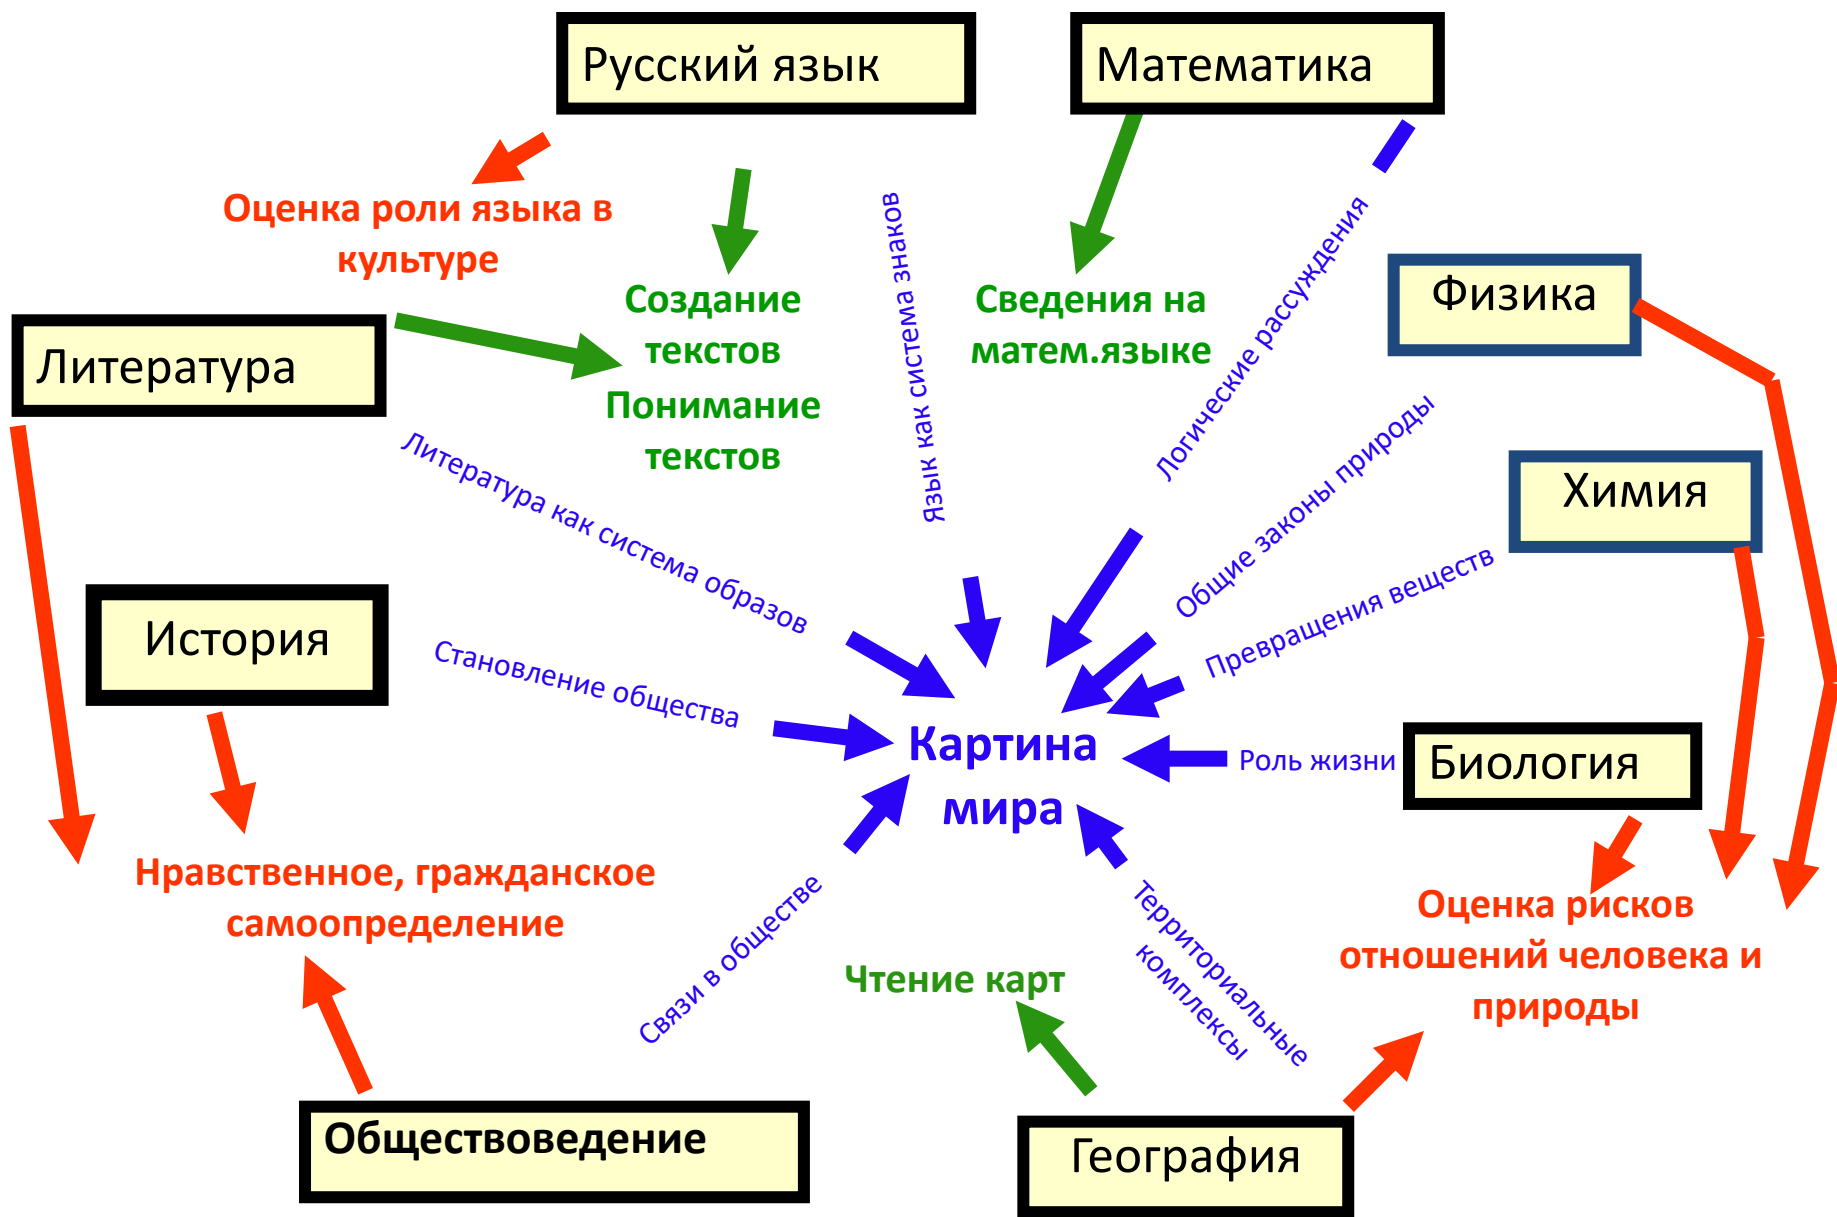 Русский язык
Математика
Оценка роли языка в
культуре
Создание
текстов
Понимание
текстов
Язык как система знаков
Сведения на
матем.языке
Логические рассуждения
Физика
Литература
Литература как система образов
Общие законы природы
Химия
Превращения веществ
История
Становление общества
Картина
мира
Роль жизни
Биология
Нравственное, гражданское
самоопределение
Связи в обществе
Чтение карт
Территориальные
комплексы
Оценка рисков
отношений человека и
природы
Обществоведение
География